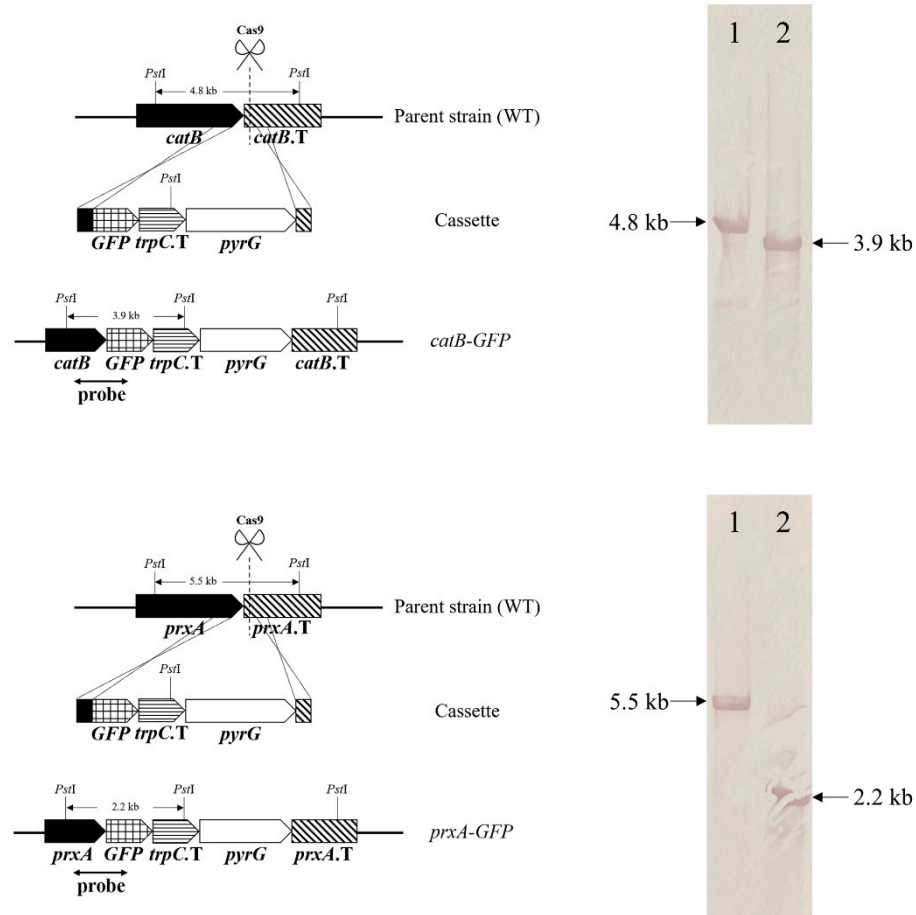 Cas9
PstI PstI
4.8 kb
Parent strain (WT)
catB catB.T
PstI
Cassette
GFP trpC.T pyrG
PstI PstI PstI
3.9 kb
catB-GFP
catB GFP trpC.T pyrG catB.T
probe
1 2
4.8 kb
3.9 kb
Cas9
PstI PstI
5.5 kb
Parent strain (WT)
prxA prxA.T
PstI
Cassette
GFP trpC.T pyrG
PstI PstI PstI
2.2 kb
prxA-GFP
prxA GFP trpC.T pyrG prxA.T
probe
1 2
5.5 kb
2.2 kb